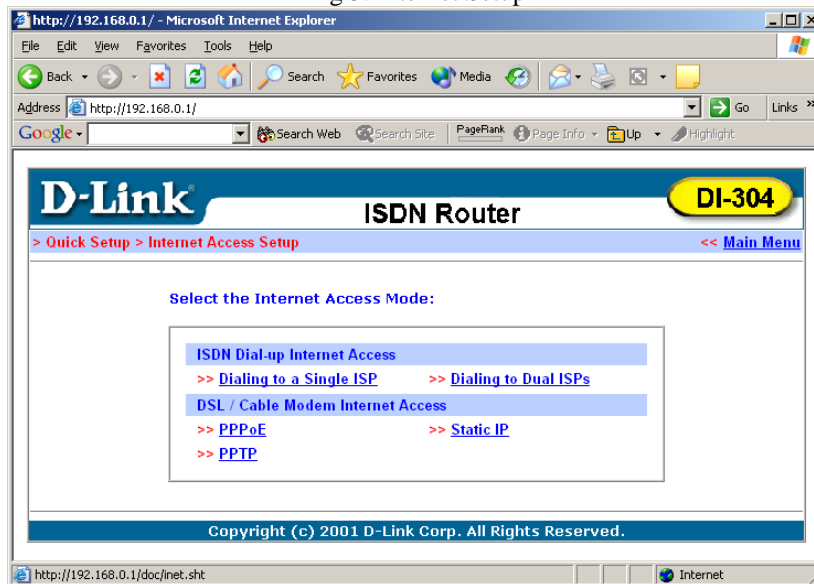 http://192.168.0.1/ - Microsoft Internet Explorer
File Edit View Favorites Tools Help
Back Search Favorites Media
Address http://192.168.0.1/ Go Links »
Google Search Web Search Site PageRank Page Info Up Highlight
D-Link® ISDN Router DI-304
> Quick Setup > Internet Access Setup << Main Menu
Select the Internet Access Mode:
ISDN Dial-up Internet Access
>> Dialing to a Single ISP >> Dialing to Dual ISPs
DSL / Cable Modem Internet Access
>> PPPoE >> Static IP
>> PPTP
Copyright (c) 2001 D-Link Corp. All Rights Reserved.
http://192.168.0.1/doc/inet.sht Internet